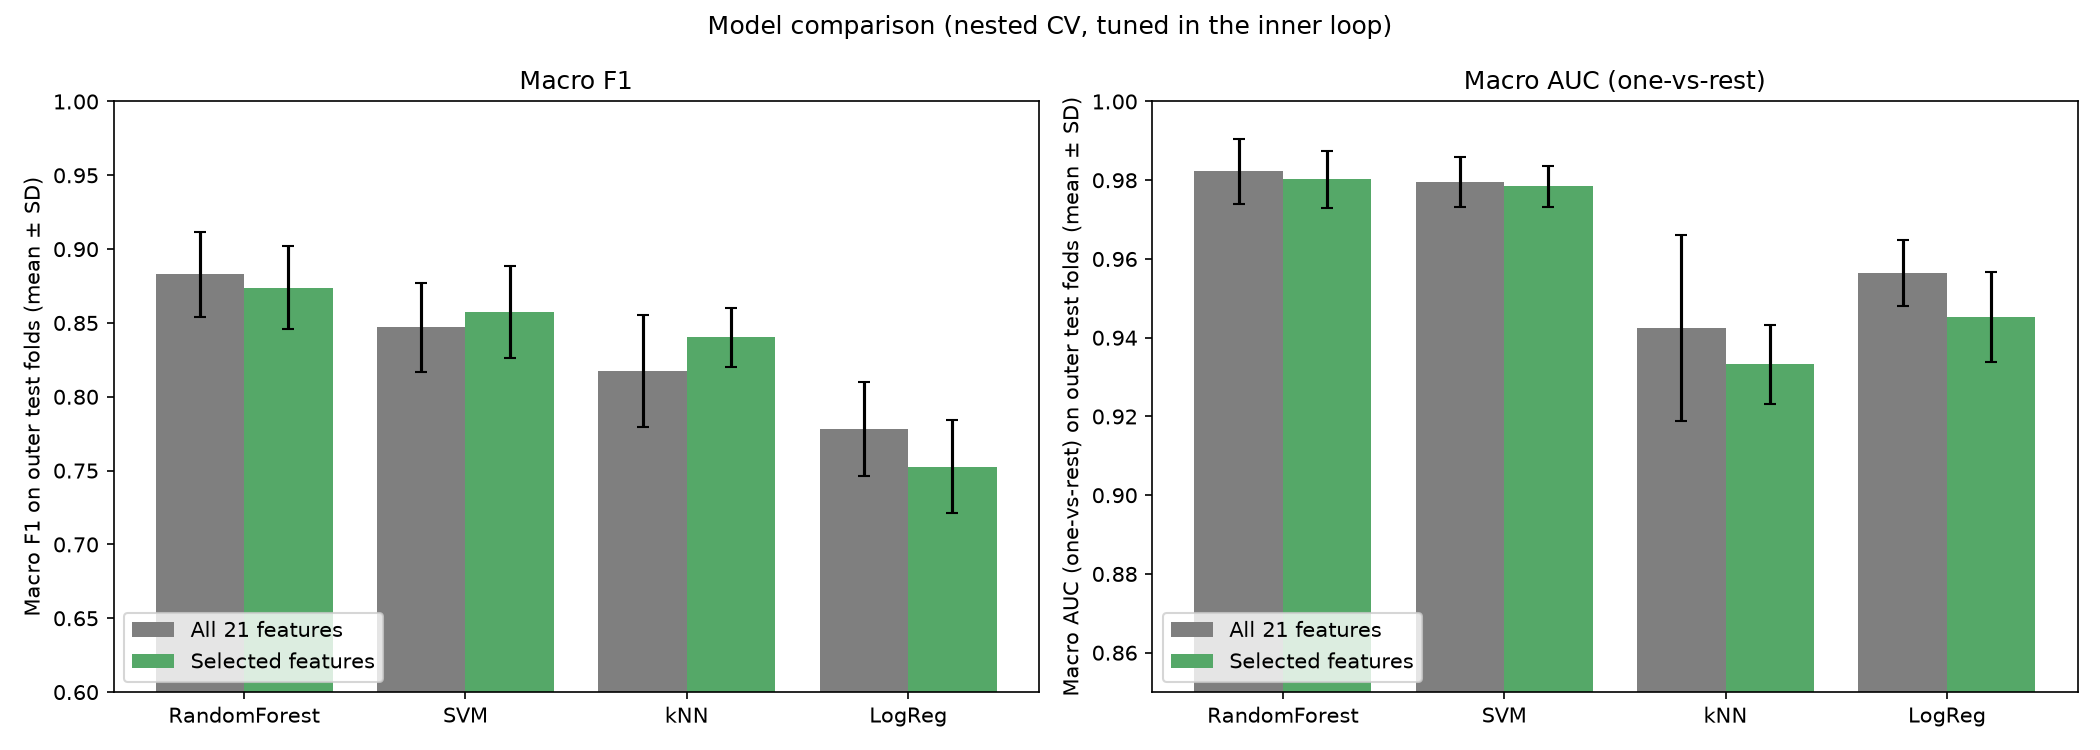 Model comparison (nested CV, tuned in the inner loop)
Macro F1
Macro F1 on outer test folds (mean ± SD)
1.00
0.95
0.90
0.85
0.80
0.75
0.70
0.65
0.60
All 21 features
Selected features
RandomForest
SVM
kNN
LogReg
Macro AUC (one-vs-rest)
Macro AUC (one-vs-rest) on outer test folds (mean ± SD)
1.00
0.98
0.96
0.94
0.92
0.90
0.88
0.86
All 21 features
Selected features
RandomForest
SVM
kNN
LogReg